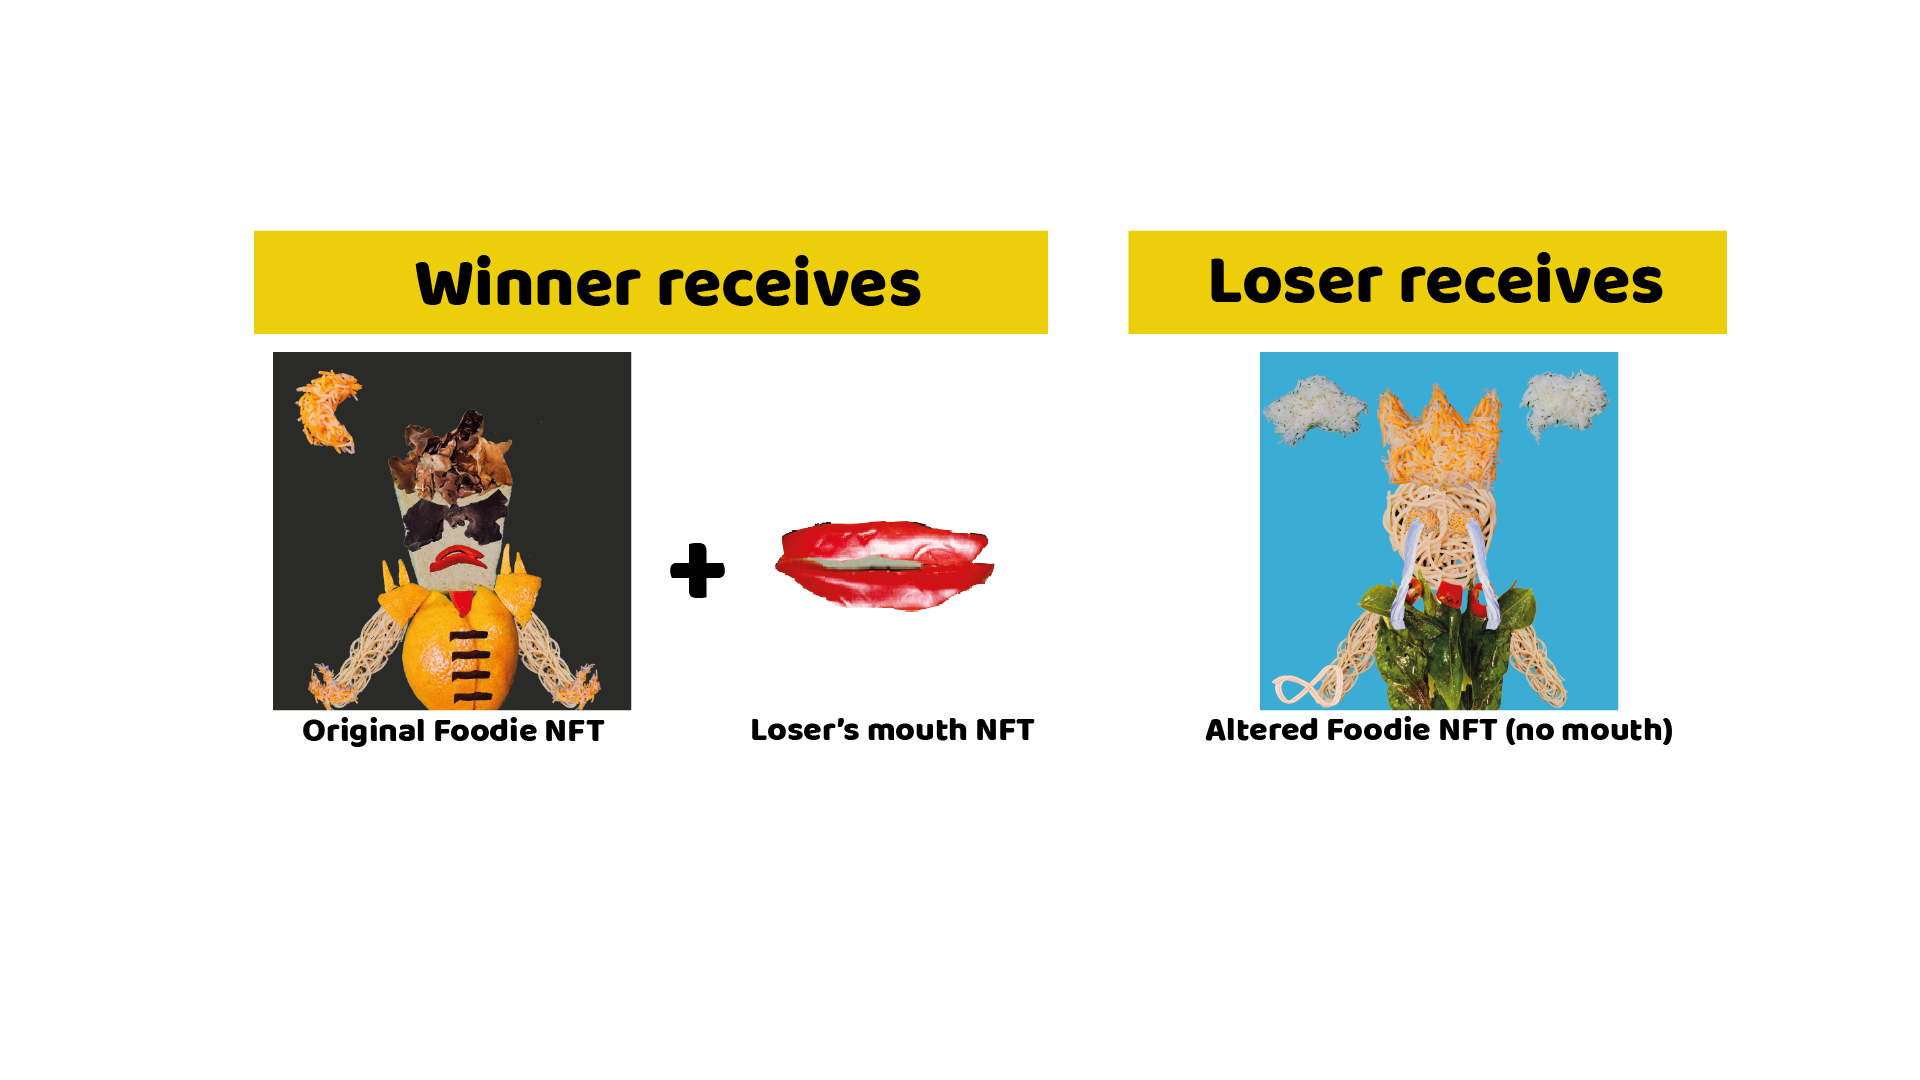 Winner receives
Loser receives
Original Foodie NFT
Loser’s mouth NFT
Altered Foodie NFT (no mouth)